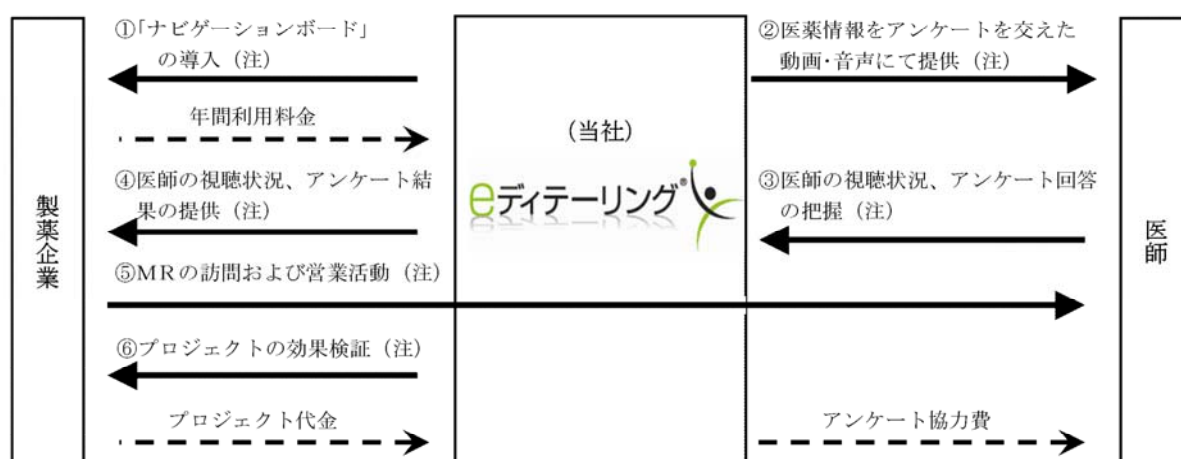 ①「ナビゲーションボード」
の導入（注）
年間利用料金
④医師の視聴状況、アンケート結
果の提供（注）
⑤ＭＲの訪問および営業活動（注）
⑥プロジェクトの効果検証（注）
プロジェクト代金
製薬企業
（当社）
eディテーリング®
②医薬情報をアンケートを交えた
動画・音声にて提供（注）
③医師の視聴状況、アンケート回答
の把握（注）
アンケート協力費
医師